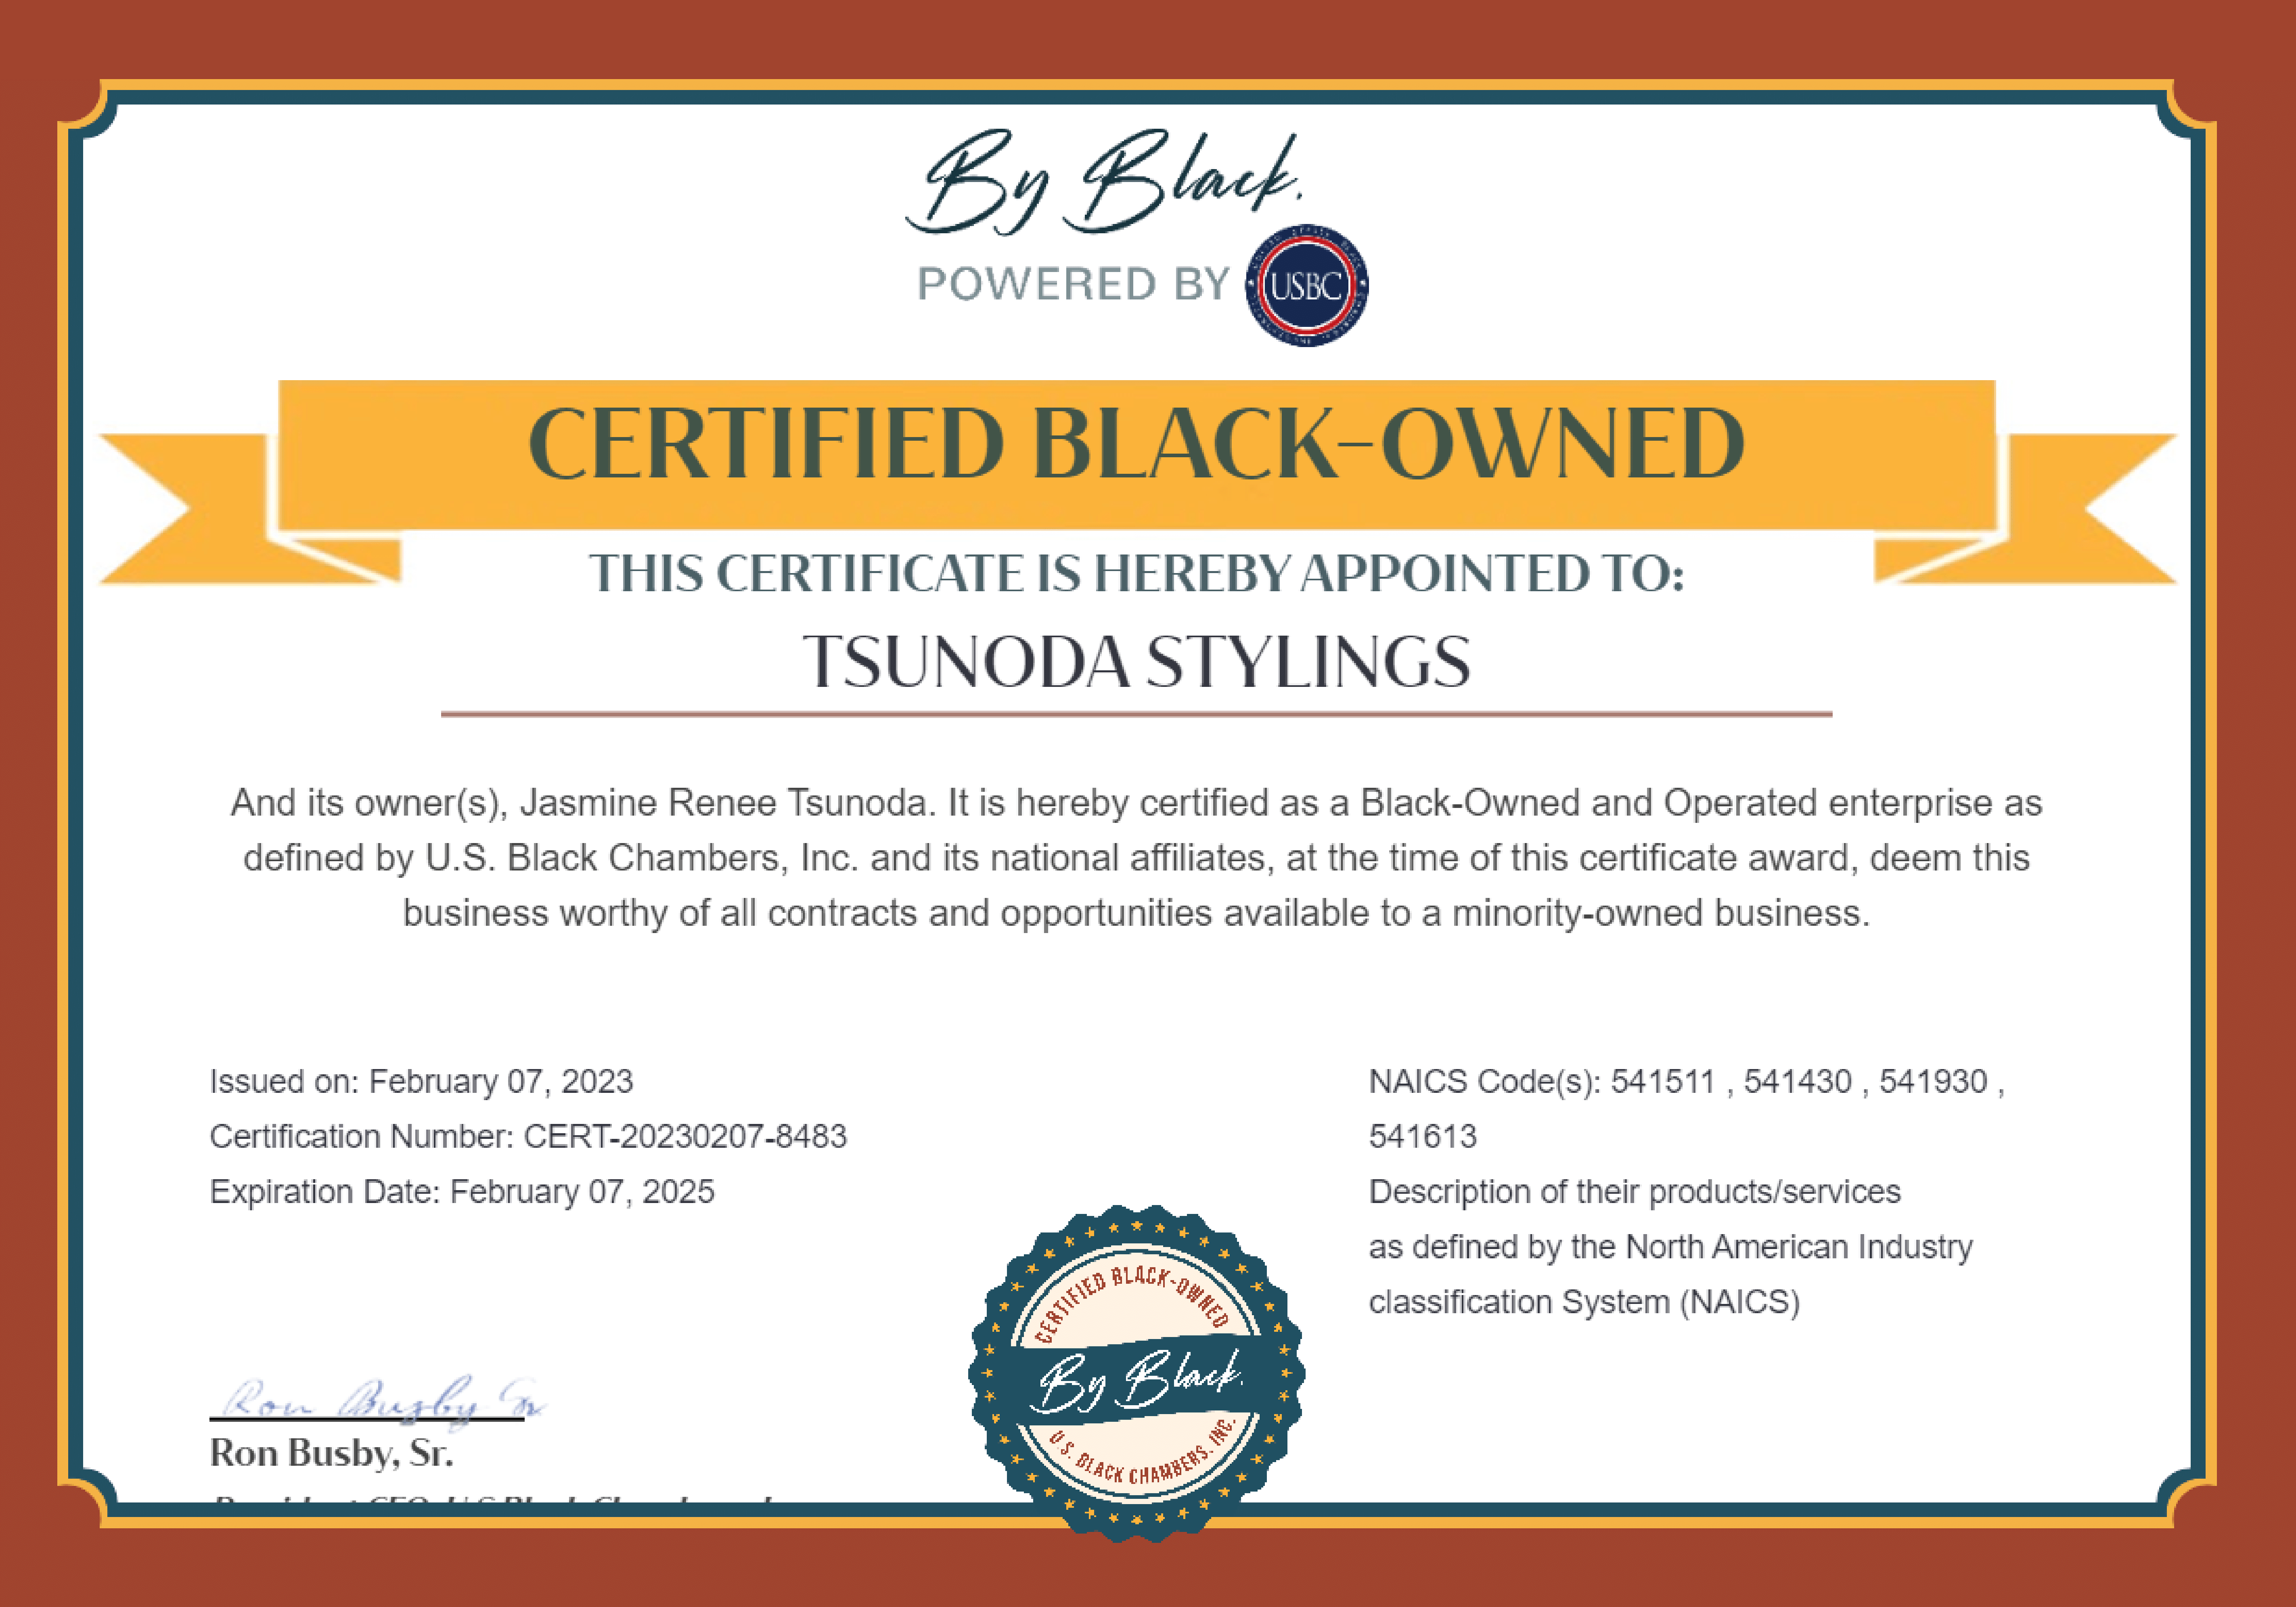 By Black.
POWERED BY USBC
CERTIFIED BLACK-OWNED
THIS CERTIFICATE IS HEREBY APPOINTED TO:
TSUNODA STYLINGS
And its owner(s), Jasmine Renee Tsunoda. It is hereby certified as a Black-Owned and Operated enterprise as
defined by U.S. Black Chambers, Inc. and its national affiliates, at the time of this certificate award, deem this
business worthy of all contracts and opportunities available to a minority-owned business.
Issued on: February 07, 2023
Certification Number: CERT-20230207-8483
Expiration Date: February 07, 2025
NAICS Code(s): 541511 , 541430 , 541930 ,
541613
Description of their products/services
as defined by the North American Industry
classification System (NAICS)
Ron Busby Sr
Ron Busby, Sr.
CERTIFIED BLACK-OWNED
By Black.
U.S. BLACK CHAMBERS, INC.